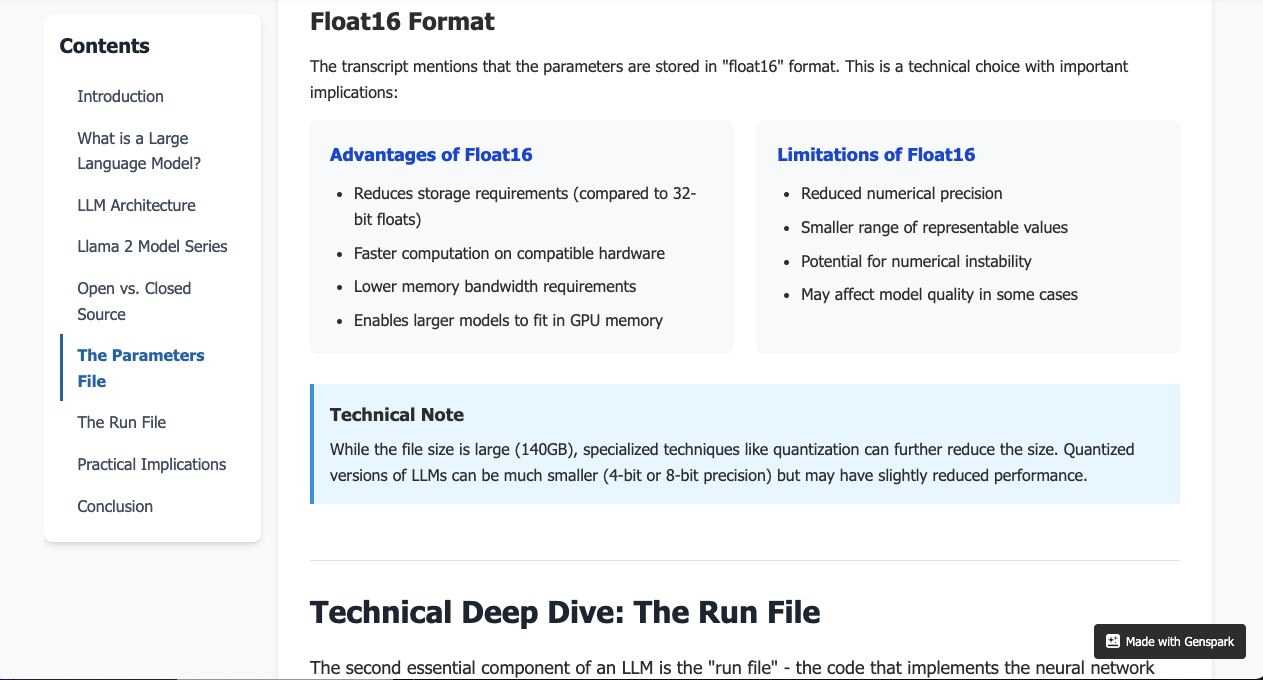 Contents
Introduction
What is a Large
Language Model?
LLM Architecture
Llama 2 Model Series
Open vs. Closed
Source
The Parameters
File
The Run File
Practical Implications
Conclusion
Float16 Format
The transcript mentions that the parameters are stored in "float16" format. This is a technical choice with important
implications:
Advantages of Float16
• Reduces storage requirements (compared to 32-
bit floats)
• Faster computation on compatible hardware
• Lower memory bandwidth requirements
• Enables larger models to fit in GPU memory
Limitations of Float16
• Reduced numerical precision
• Smaller range of representable values
• Potential for numerical instability
• May affect model quality in some cases
Technical Note
While the file size is large (140GB), specialized techniques like quantization can further reduce the size. Quantized
versions of LLMs can be much smaller (4-bit or 8-bit precision) but may have slightly reduced performance.
Technical Deep Dive: The Run File
The second essential component of an LLM is the "run file" - the code that implements the neural network
Made with Genspark